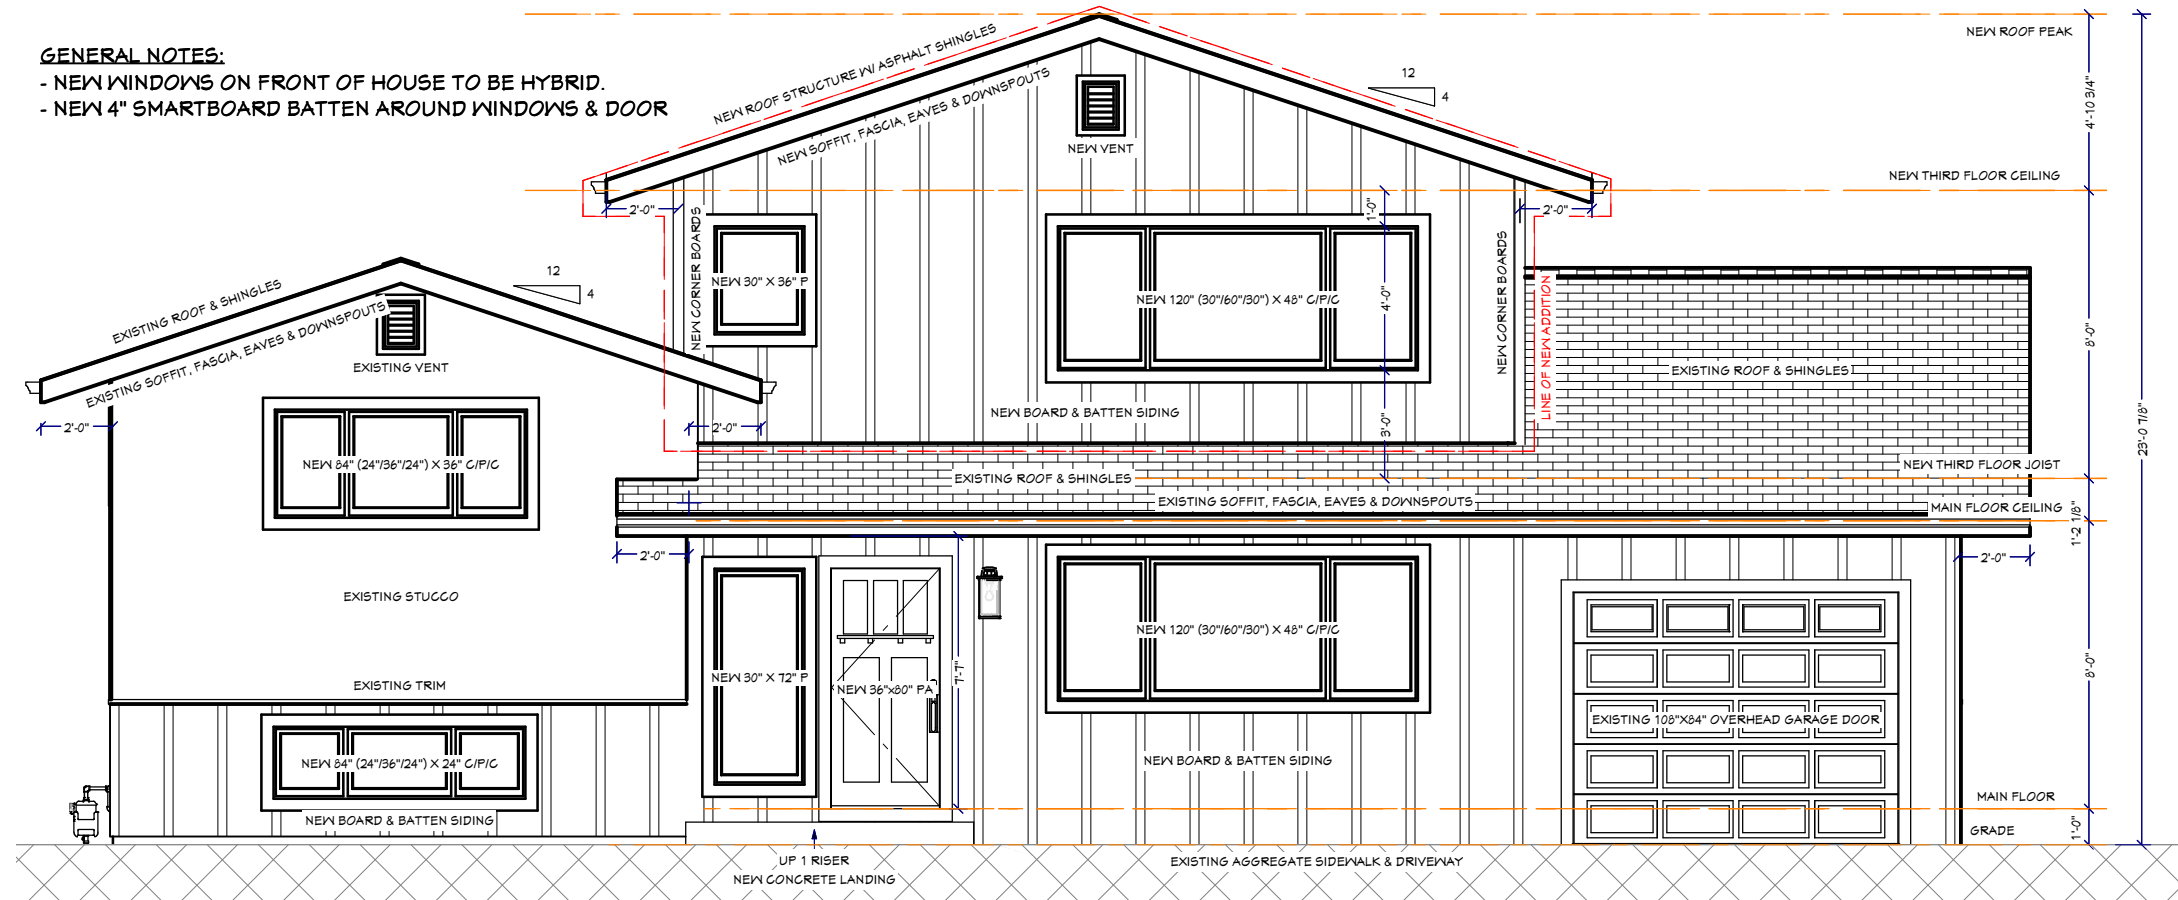 GENERAL NOTES:
- NEW WINDOWS ON FRONT OF HOUSE TO BE HYBRID.
- NEW 4" SMARTBOARD BATTEN AROUND WINDOWS & DOOR
NEW ROOF PEAK
NEW ROOF STRUCTURE W/ ASPHALT SHINGLES
NEW SOFFIT, FASCIA, EAVES & DOWNSPOUTS
12
4
4'-10 3/4"
NEW VENT
NEW THIRD FLOOR CEILING
2'-0"
2'-0"
1'-0"
NEW CORNER BOARDS
NEW 30" X 36" P
NEW 120" (30"/60"/30") X 48" C/P/C
4'-0"
NEW CORNER BOARDS
LINE OF NEW ADDITION
8'-0"
12
4
EXISTING ROOF & SHINGLES
EXISTING SOFFIT, FASCIA, EAVES & DOWNSPOUTS
EXISTING VENT
EXISTING ROOF & SHINGLES
NEW BOARD & BATTEN SIDING
2'-0"
2'-0"
3'-0"
23'-0 7/8"
NEW 84" (24"/36"/24") X 36" C/P/C
NEW THIRD FLOOR JOIST
EXISTING ROOF & SHINGLES
EXISTING SOFFIT, FASCIA, EAVES & DOWNSPOUTS
MAIN FLOOR CEILING
1'-2 1/8"
2'-0"
2'-0"
EXISTING STUCCO
NEW 120" (30"/60"/30") X 48" C/P/C
EXISTING TRIM
NEW 30" X 72" P
NEW 36"x80" PA
7'-7"
8'-0"
EXISTING 108"X84" OVERHEAD GARAGE DOOR
NEW 84" (24"/36"/24") X 24" C/P/C
NEW BOARD & BATTEN SIDING
MAIN FLOOR
NEW BOARD & BATTEN SIDING
GRADE
1'-0"
UP 1 RISER
NEW CONCRETE LANDING
EXISTING AGGREGATE SIDEWALK & DRIVEWAY